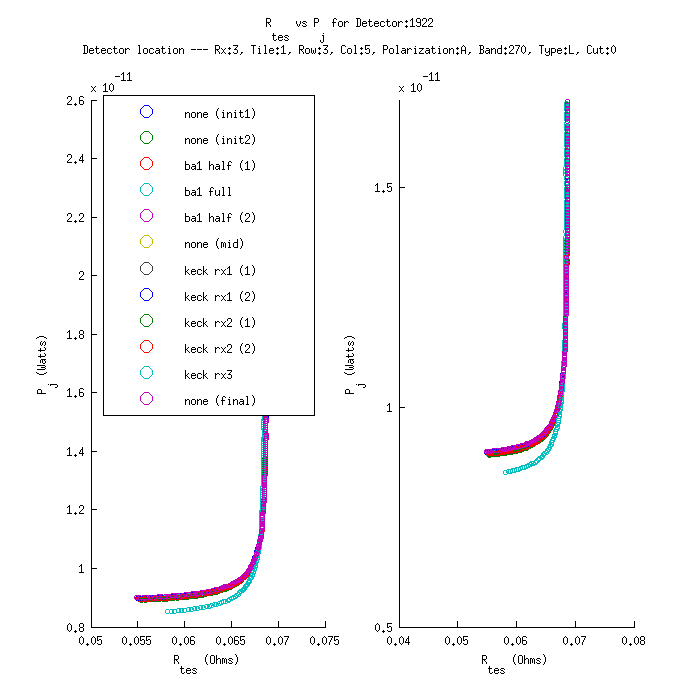 R    vs P  for Detector:1922
tes    j
Detector location --- Rx:3, Tile:1, Row:3, Col:5, Polarization:A, Band:270, Type:L, Cut:0
x 10^-11
2.6
2.4
2.2
2
1.8
1.6
1.4
1.2
1
0.8
P_j (Watts)
0.05 0.055 0.06 0.065 0.07 0.075
R_tes (Ohms)
none (init1)
none (init2)
ba1 half (1)
ba1 full
ba1 half (2)
none (mid)
keck rx1 (1)
keck rx1 (2)
keck rx2 (1)
keck rx2 (2)
keck rx3
none (final)
x 10^-11
1.5
1
0.5
P_j (Watts)
0.04 0.05 0.06 0.07 0.08
R_tes (Ohms)